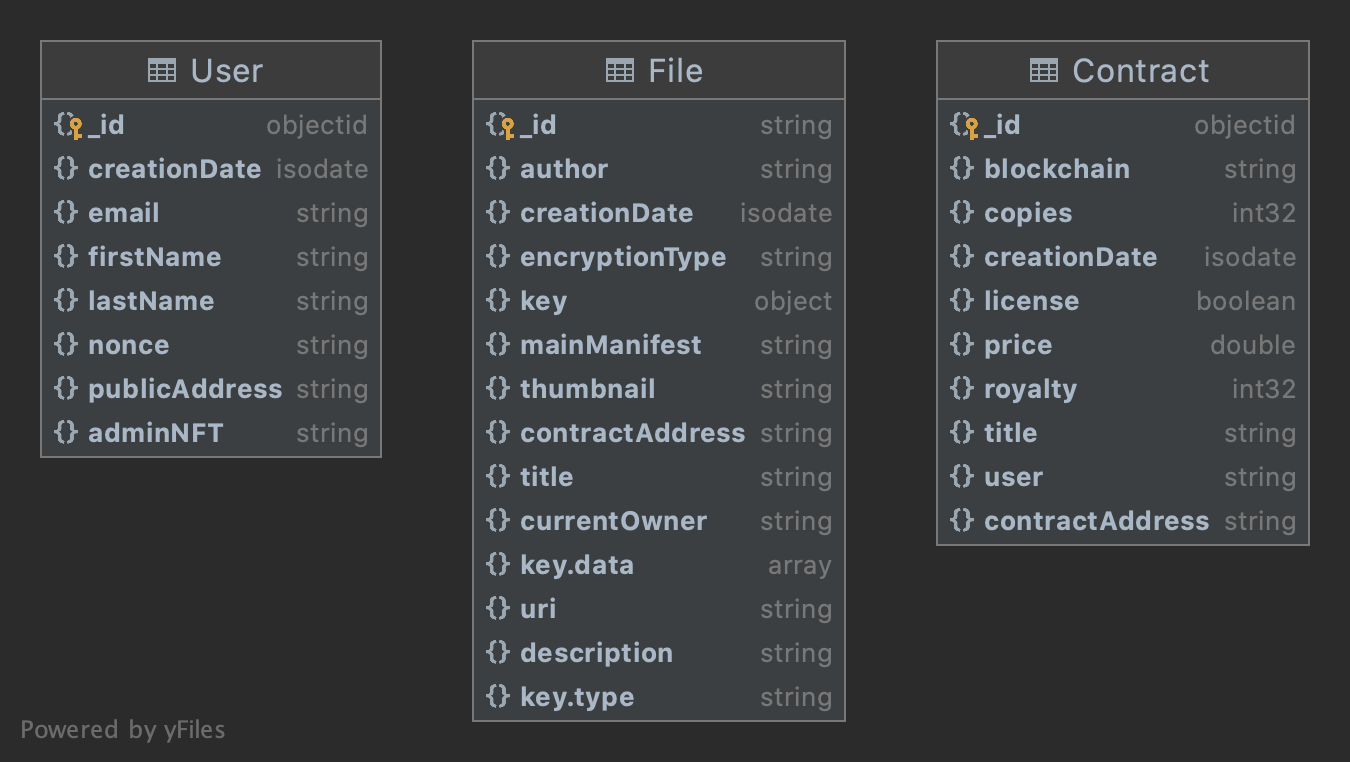 User
_id objectid
creationDate isodate
email string
firstName string
lastName string
nonce string
publicAddress string
adminNFT string
File
_id string
author string
creationDate isodate
encryptionType string
key object
mainManifest string
thumbnail string
contractAddress string
title string
currentOwner string
key.data array
uri string
description string
key.type string
Contract
_id objectid
blockchain string
copies int32
creationDate isodate
license boolean
price double
royalty int32
title string
user string
contractAddress string
Powered by yFiles